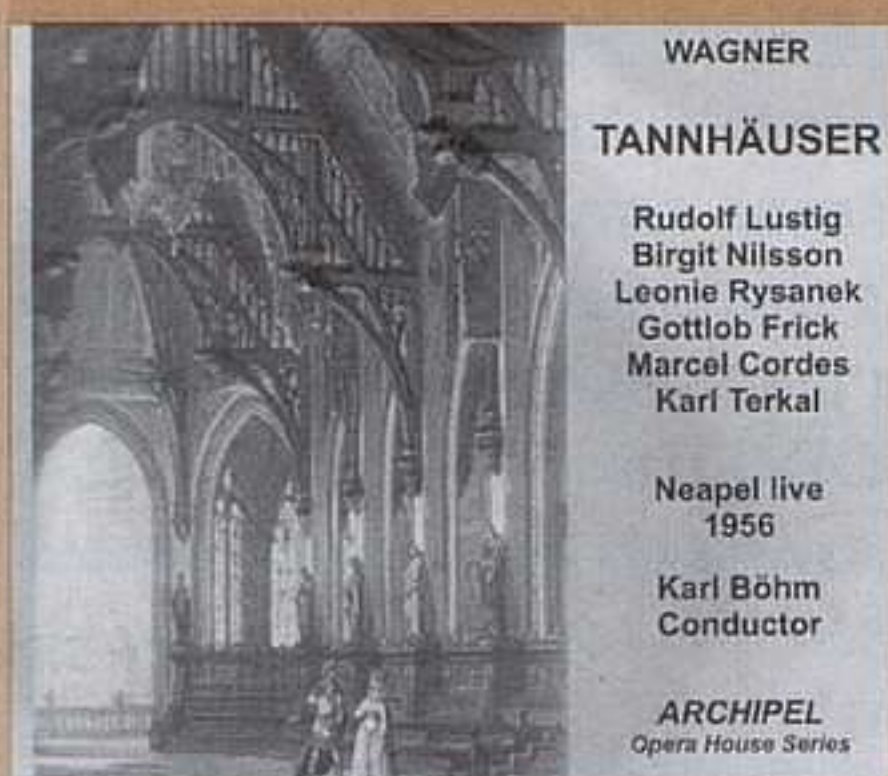 WAGNER
TANNHÄUSER
Rudolf Lustig
Birgit Nilsson
Leonie Rysanek
Gottlob Frick
Marcel Cordes
Karl Terkal
Neapel live
1956
Karl Böhm
Conductor
ARCHIPEL
Opera House Series